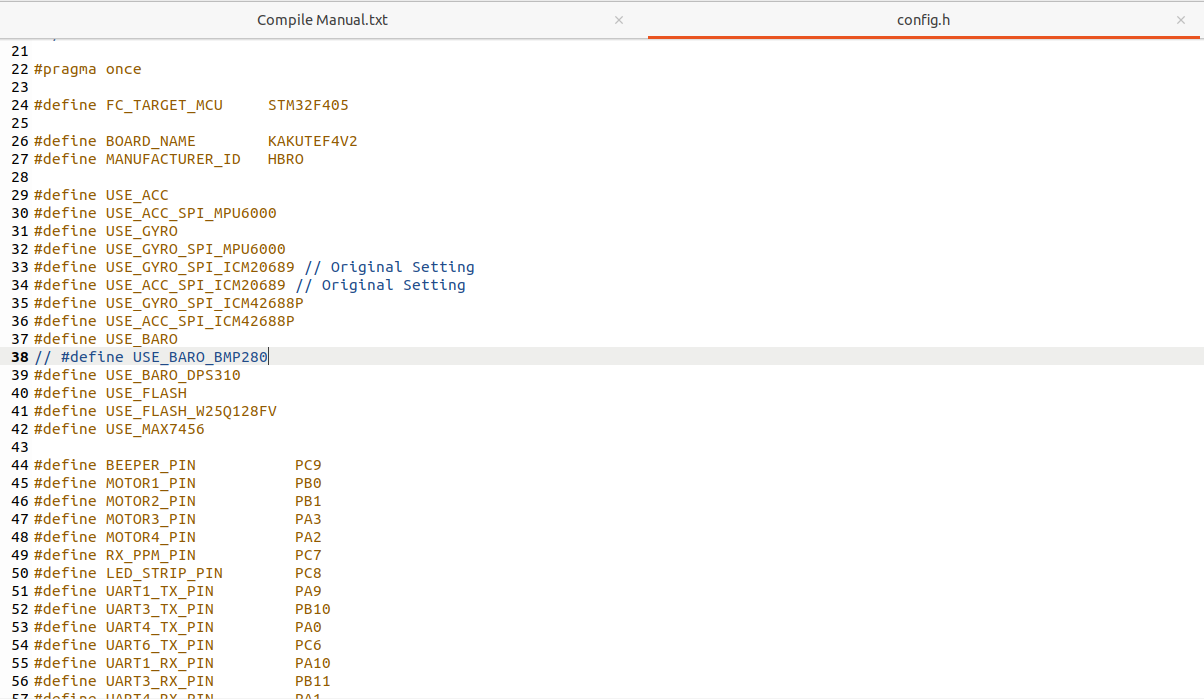 Compile Manual.txt × config.h ×
21
22 #pragma once
23
24 #define FC_TARGET_MCU STM32F405
25
26 #define BOARD_NAME KAKUTEF4V2
27 #define MANUFACTURER_ID HBRO
28
29 #define USE_ACC
30 #define USE_ACC_SPI_MPU6000
31 #define USE_GYRO
32 #define USE_GYRO_SPI_MPU6000
33 #define USE_GYRO_SPI_ICM20689 // Original Setting
34 #define USE_ACC_SPI_ICM20689 // Original Setting
35 #define USE_GYRO_SPI_ICM42688P
36 #define USE_ACC_SPI_ICM42688P
37 #define USE_BARO
38 // #define USE_BARO_BMP280
39 #define USE_BARO_DPS310
40 #define USE_FLASH
41 #define USE_FLASH_W25Q128FV
42 #define USE_MAX7456
43
44 #define BEEPER_PIN PC9
45 #define MOTOR1_PIN PB0
46 #define MOTOR2_PIN PB1
47 #define MOTOR3_PIN PA3
48 #define MOTOR4_PIN PA2
49 #define RX_PPM_PIN PC7
50 #define LED_STRIP_PIN PC8
51 #define UART1_TX_PIN PA9
52 #define UART3_TX_PIN PB10
53 #define UART4_TX_PIN PA0
54 #define UART6_TX_PIN PC6
55 #define UART1_RX_PIN PA10
56 #define UART3_RX_PIN PB11
57 #define UART4_RX_PIN PA1